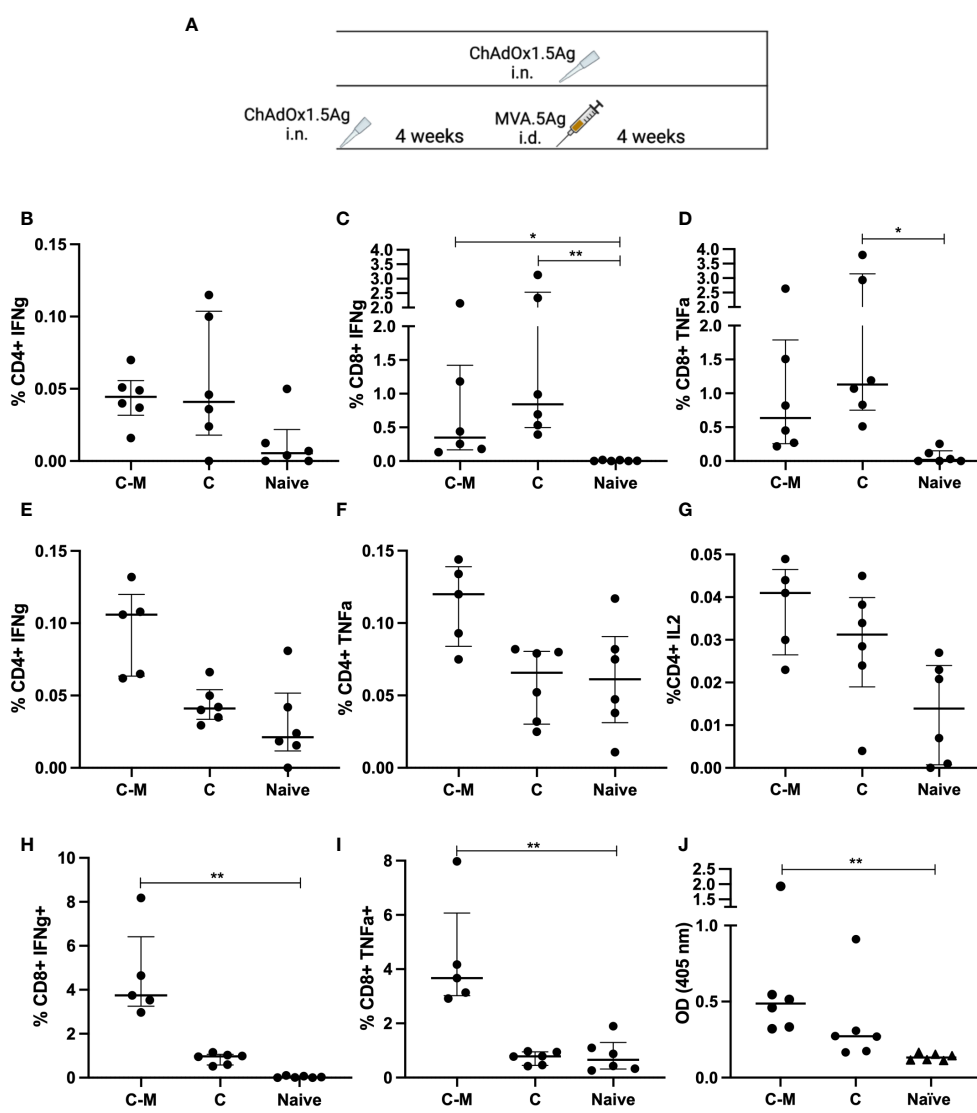 A
ChAdOx1.5Ag
i.n.
ChAdOx1.5Ag
i.n.
4 weeks
MVA.5Ag
i.d.
4 weeks
B
% CD4+ IFNg
0.15
0.10
0.05
0.00
C-M
C
Naive
C
% CD8+ IFNg
*
**
4.0
3.5
3.0
2.5
2.0
2.0
1.5
1.0
0.5
0
C-M
C
Naive
D
% CD8+ TNFa
*
4.0
3.5
3.0
2.5
2.0
2.0
1.5
1.0
0.5
0
C-M
C
Naive
E
% CD4+ IFNg
0.15
0.10
0.05
0.00
C-M
C
Naive
F
% CD4+ TNFa
0.15
0.10
0.05
0.00
C-M
C
Naive
G
%CD4+ IL2
0.05
0.04
0.03
0.02
0.01
0.00
C-M
C
Naive
H
% CD8+ IFNg+
**
10
8
6
4
2
0
C-M
C
Naive
I
% CD8+ TNFa+
**
8
6
4
2
0
C-M
C
Naive
J
OD (405 nm)
**
2.5
2.0
1.5
1.0
0.5
0.0
C-M
C
Naïve